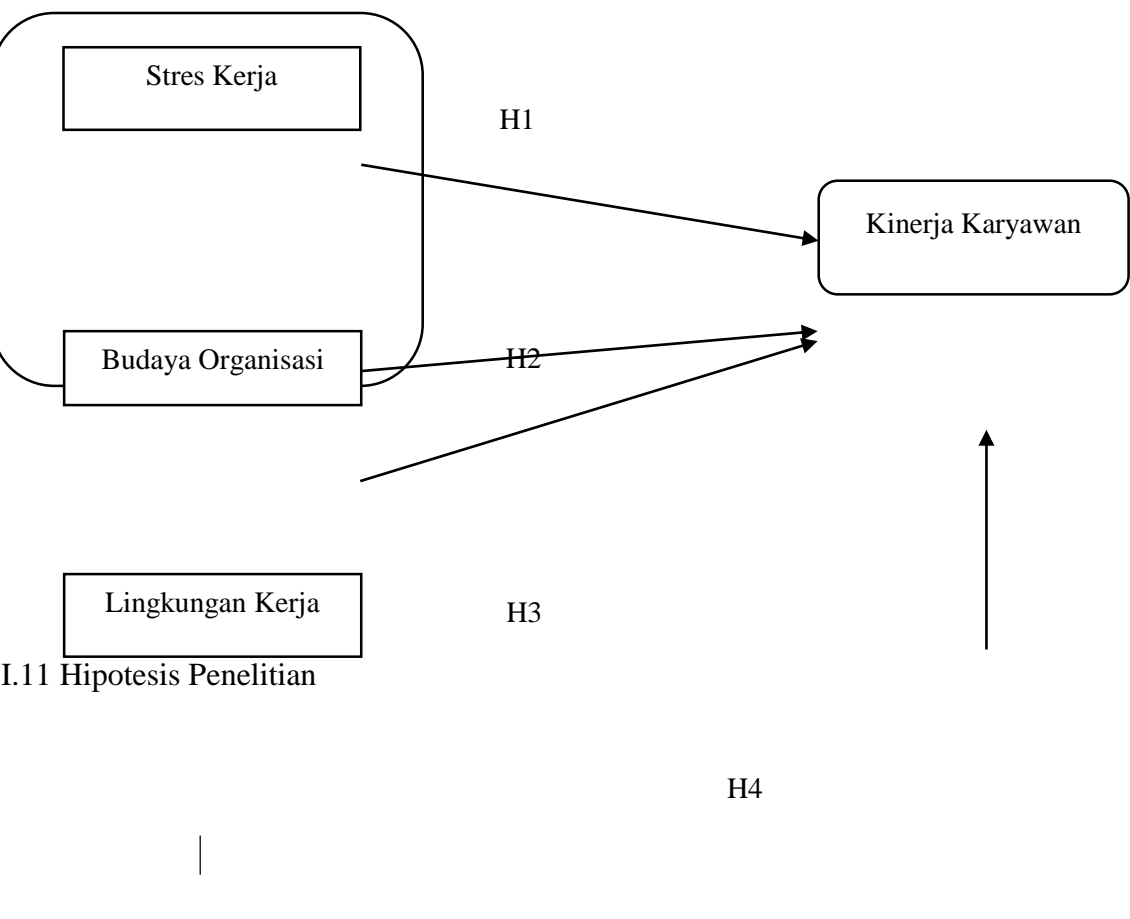 Stres Kerja
H1
Kinerja Karyawan
Budaya Organisasi
H2
Lingkungan Kerja
H3
I.11 Hipotesis Penelitian
H4